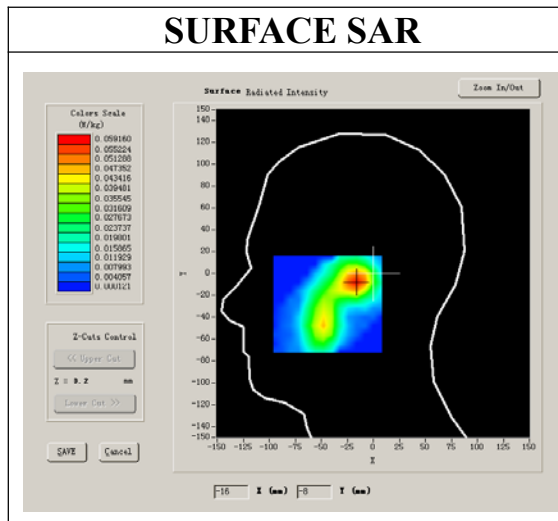 SURFACE SAR
Surface Radiated Intensity
Zoom In/Out
Colors Scale
(W/kg)
0.059160
0.055224
0.051288
0.047352
0.043416
0.039481
0.035545
0.031609
0.027673
0.023737
0.019801
0.015865
0.011929
0.007993
0.004057
0.000121
150
140
120
100
80
60
40
20
0
-20
-40
-60
-80
-100
-120
-140
-150
Y
-150 -125 -100 -75 -50 -25 0 25 50 75 100 125 150
X
Z-Cuts Control
<< Upper Cut
Z = 3.2 mm
Lower Cut >>
SAVE Cancel
-16 X (mm) -8 Y (mm)